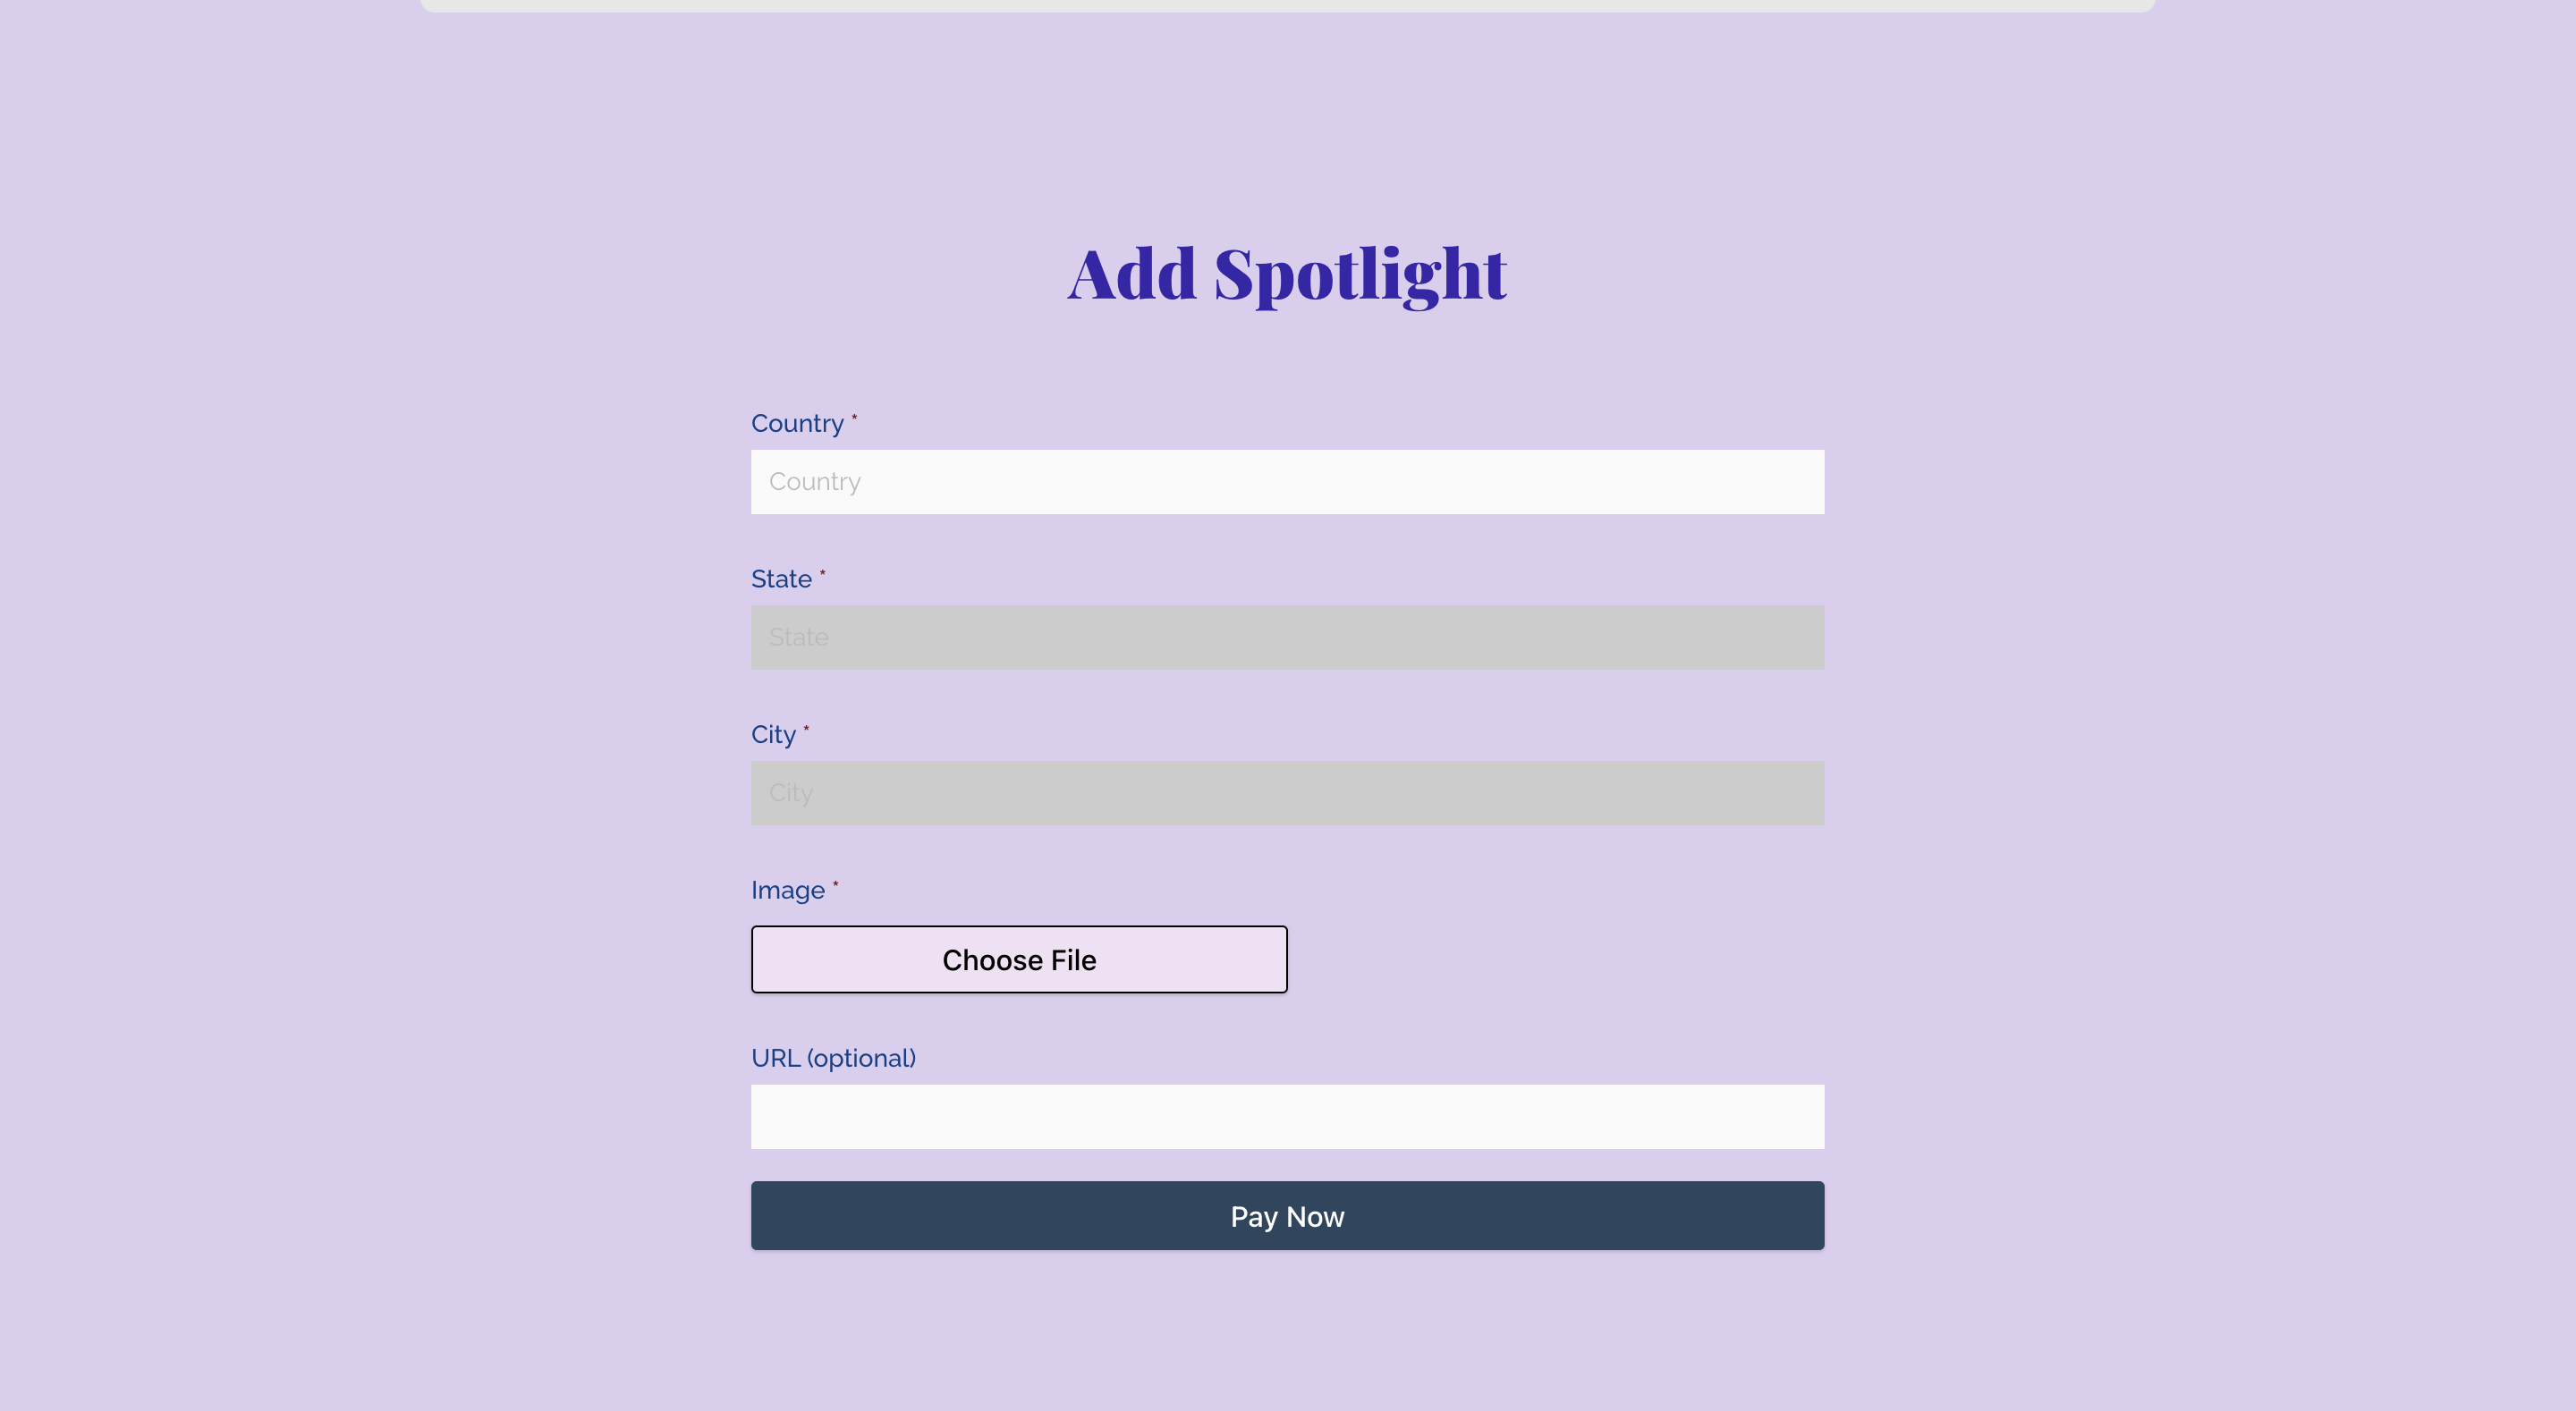 Add Spotlight
Country *
Country
State *
State
City *
City
Image *
Choose File
URL (optional)
Pay Now